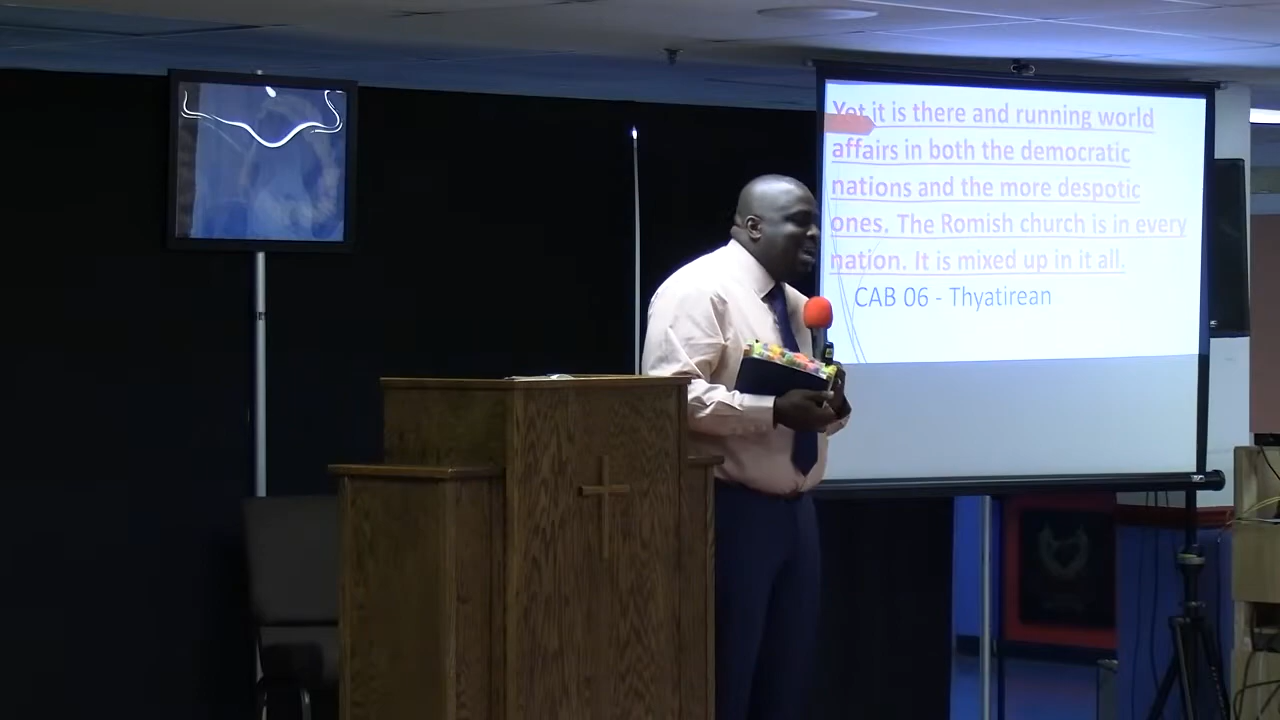 Yet it is there and running world
affairs in both the democratic
nations and the more despotic
ones. The Romish church is in every
nation. It is mixed up in it all.
CAB 06 - Thyatirean